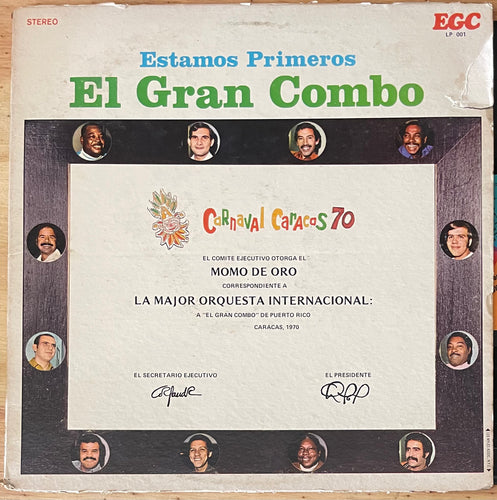 STEREO
EGC
LP 001
Estamos Primeros
El Gran Combo
Carnaval Caracas 70
EL COMITE EJECUTIVO OTORGA EL
MOMO DE ORO
CORRESPONDIENTE A
LA MAJOR ORQUESTA INTERNACIONAL:
A "EL GRAN COMBO" DE PUERTO RICO
CARACAS, 1970
EL SECRETARIO EJECUTIVO
EL PRESIDENTE